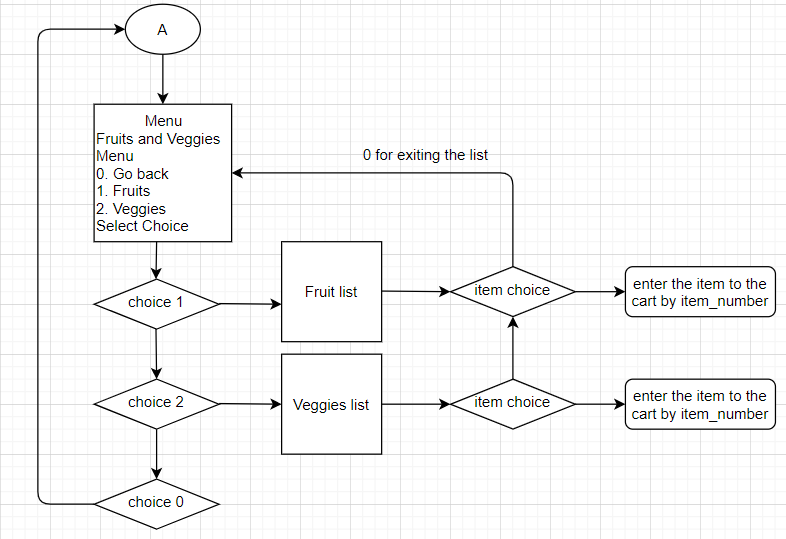 A
Menu
Fruits and Veggies
Menu
0. Go back
1. Fruits
2. Veggies
Select Choice
0 for exiting the list
choice 1
Fruit list
item choice
enter the item to the
cart by item_number
choice 2
Veggies list
item choice
enter the item to the
cart by item_number
choice 0